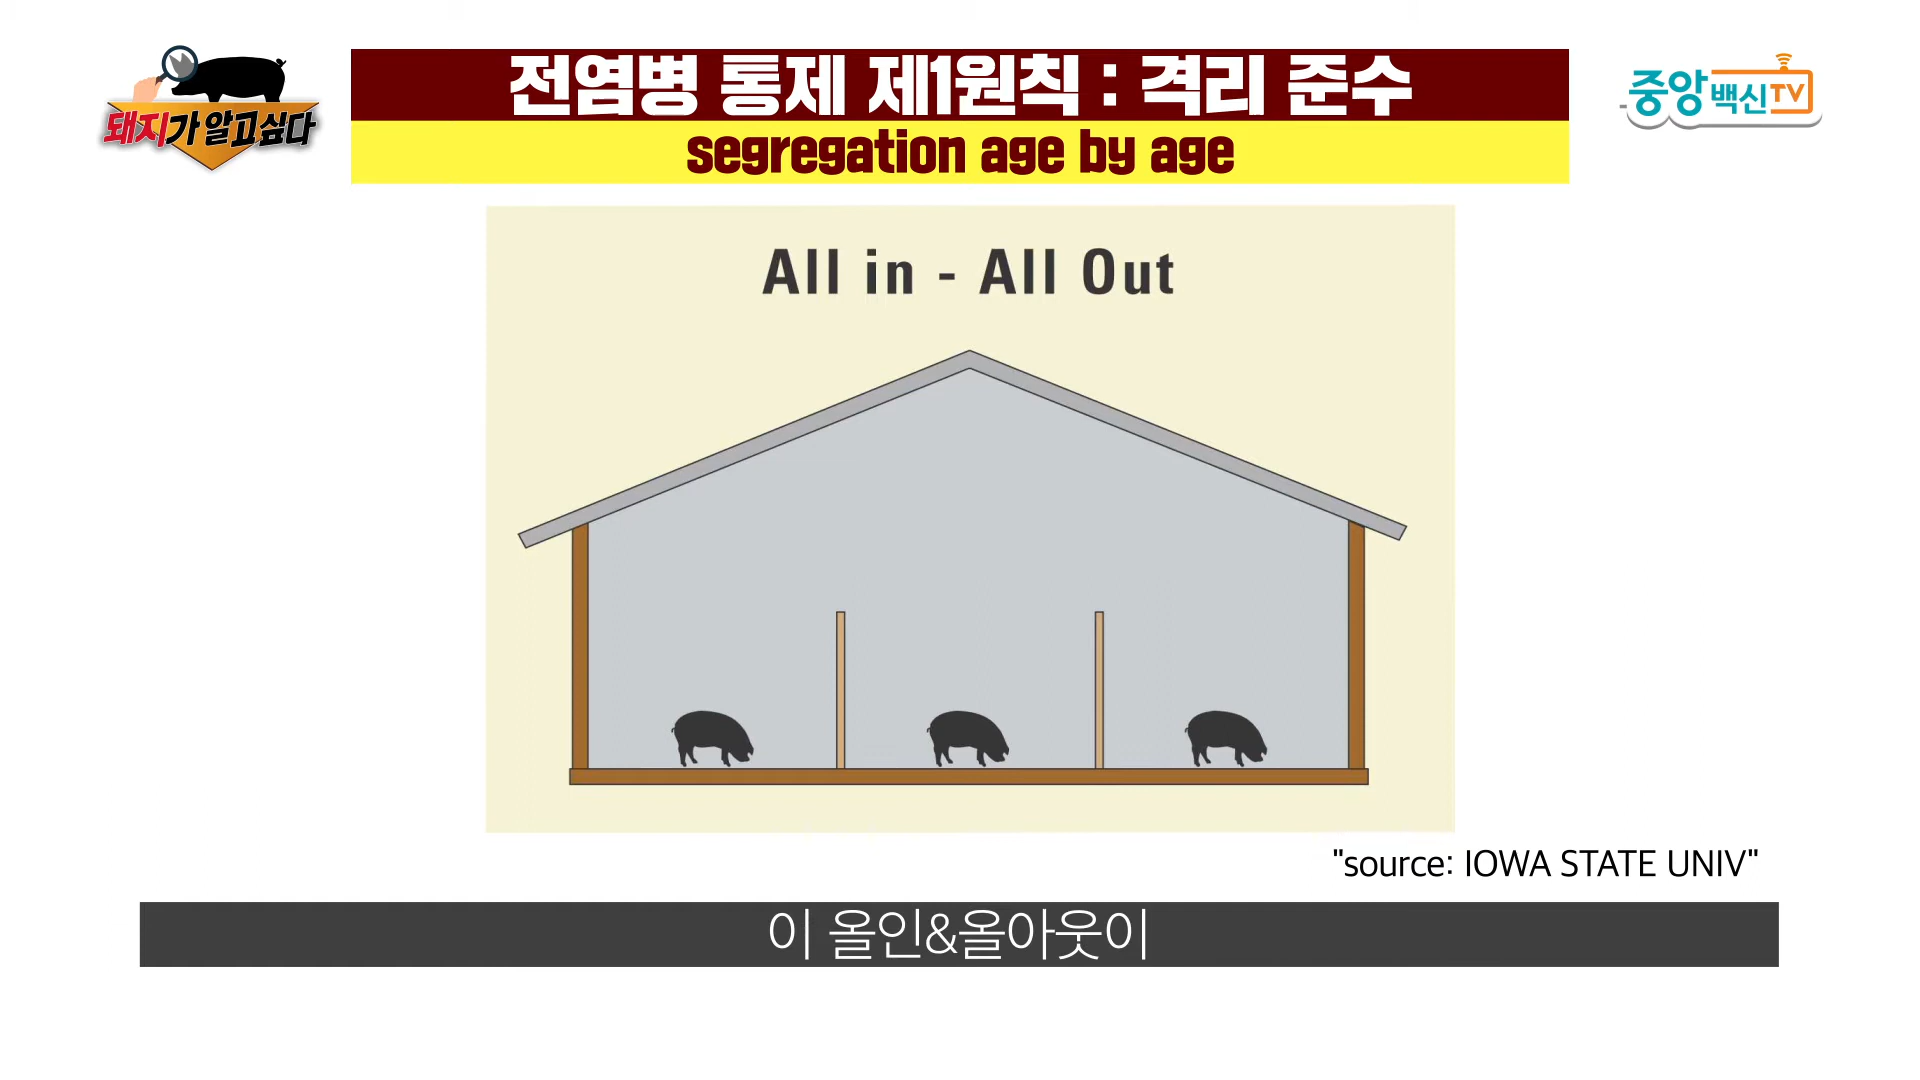 돼지가 알고싶다
전염병 통제 제1원칙 : 격리 준수
중앙백신TV
segregation age by age
All in - All Out
"source: IOWA STATE UNIV"
이 올인&올아웃이